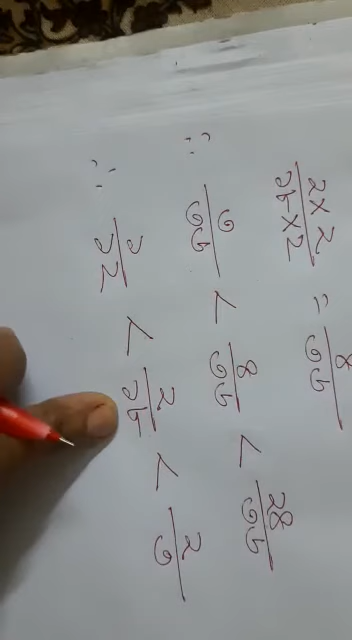 ২×২/১৮×২ = ৪/৩৬
∴ ৩/৩৬ < ৪/৩৬ < ২৪/৩৬
∴ ১/১২ < ২/১৮ < ২/৩